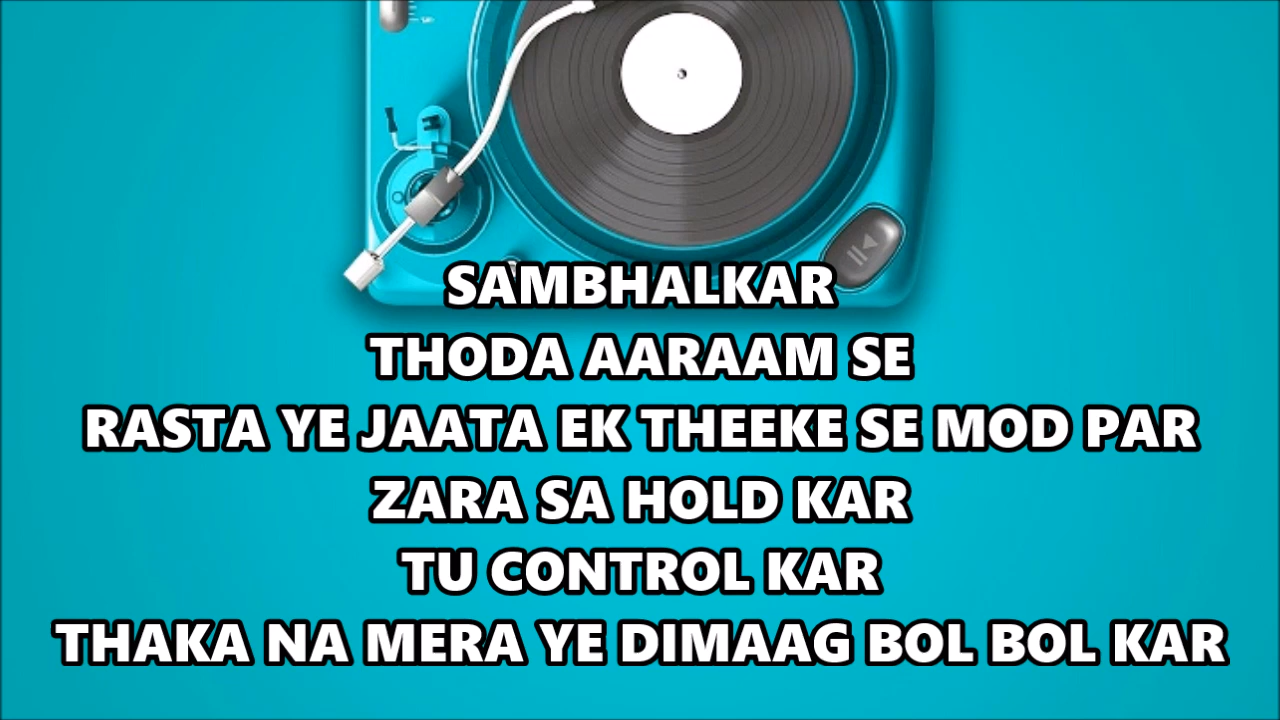 SAMBHALKAR
THODA AARAAM SE
RASTA YE JAATA EK THEEKE SE MOD PAR
ZARA SA HOLD KAR
TU CONTROL KAR
THAKA NA MERA YE DIMAAG BOL BOL KAR